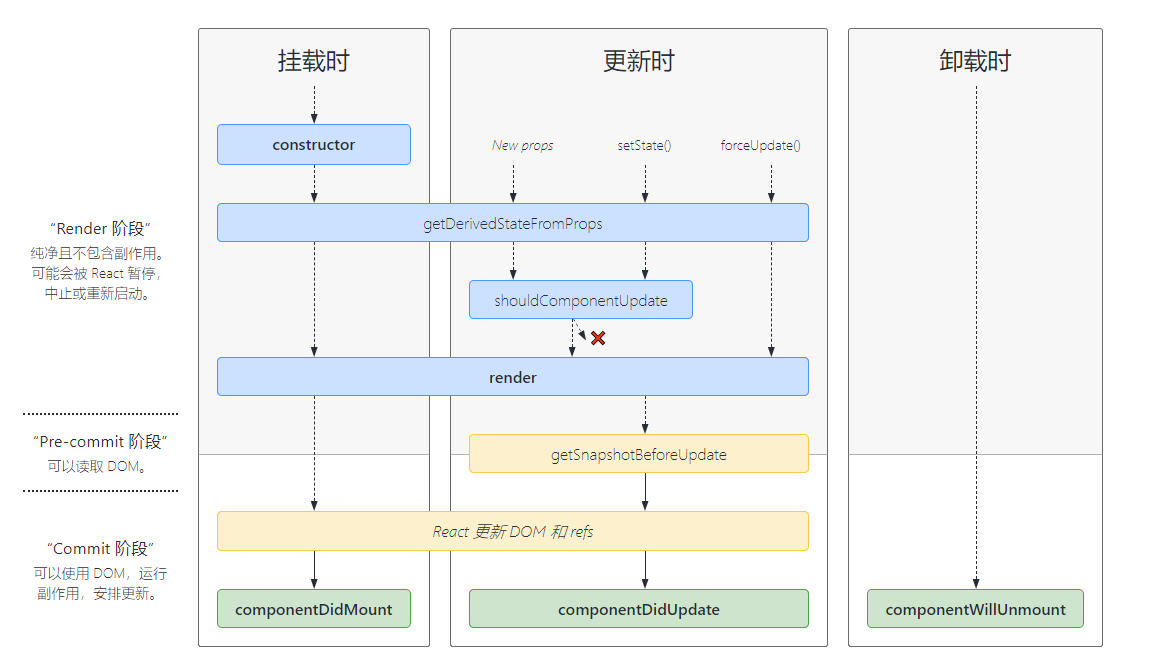 挂载时
更新时
卸载时
constructor
New props
setState()
forceUpdate()
getDerivedStateFromProps
“Render 阶段”
纯净且不包含副作用。
可能会被 React 暂停，
中止或重新启动。
shouldComponentUpdate
render
“Pre-commit 阶段”
可以读取 DOM。
getSnapshotBeforeUpdate
React 更新 DOM 和 refs
“Commit 阶段”
可以使用 DOM，运行
副作用，安排更新。
componentDidMount
componentDidUpdate
componentWillUnmount